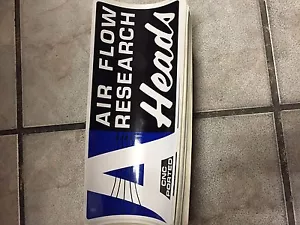 AIR FLOW
RESEARCH
Heads
A
CNC
PORTED